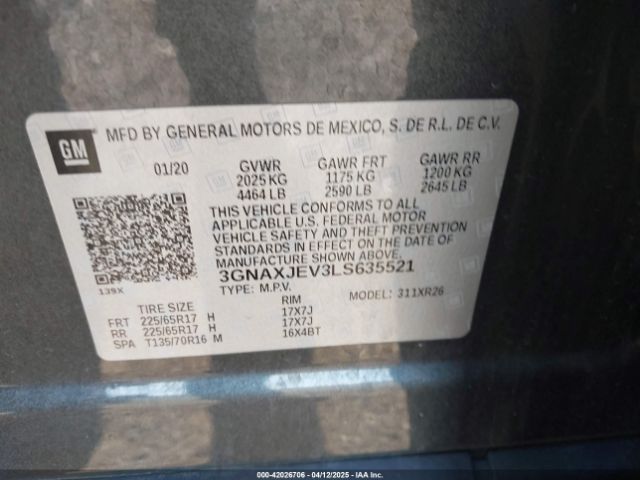 GM
MFD BY GENERAL MOTORS DE MEXICO, S. DE R.L. DE C.V.
01/20 GVWR GAWR FRT GAWR RR
2025 KG 1175 KG 1200 KG
4464 LB 2590 LB 2645 LB
THIS VEHICLE CONFORMS TO ALL
APPLICABLE U.S. FEDERAL MOTOR
VEHICLE SAFETY AND THEFT PREVENTION
STANDARDS IN EFFECT ON THE DATE OF
MANUFACTURE SHOWN ABOVE.
3GNAXJEV3LS635521
139X TYPE: M.P.V. MODEL: 311XR26
TIRE SIZE RIM
FRT 225/65R17 H 17X7J
RR 225/65R17 H 17X7J
SPA T135/70R16 M 16X4BT
000-42026706 - 04/12/2025 - IAAI.com